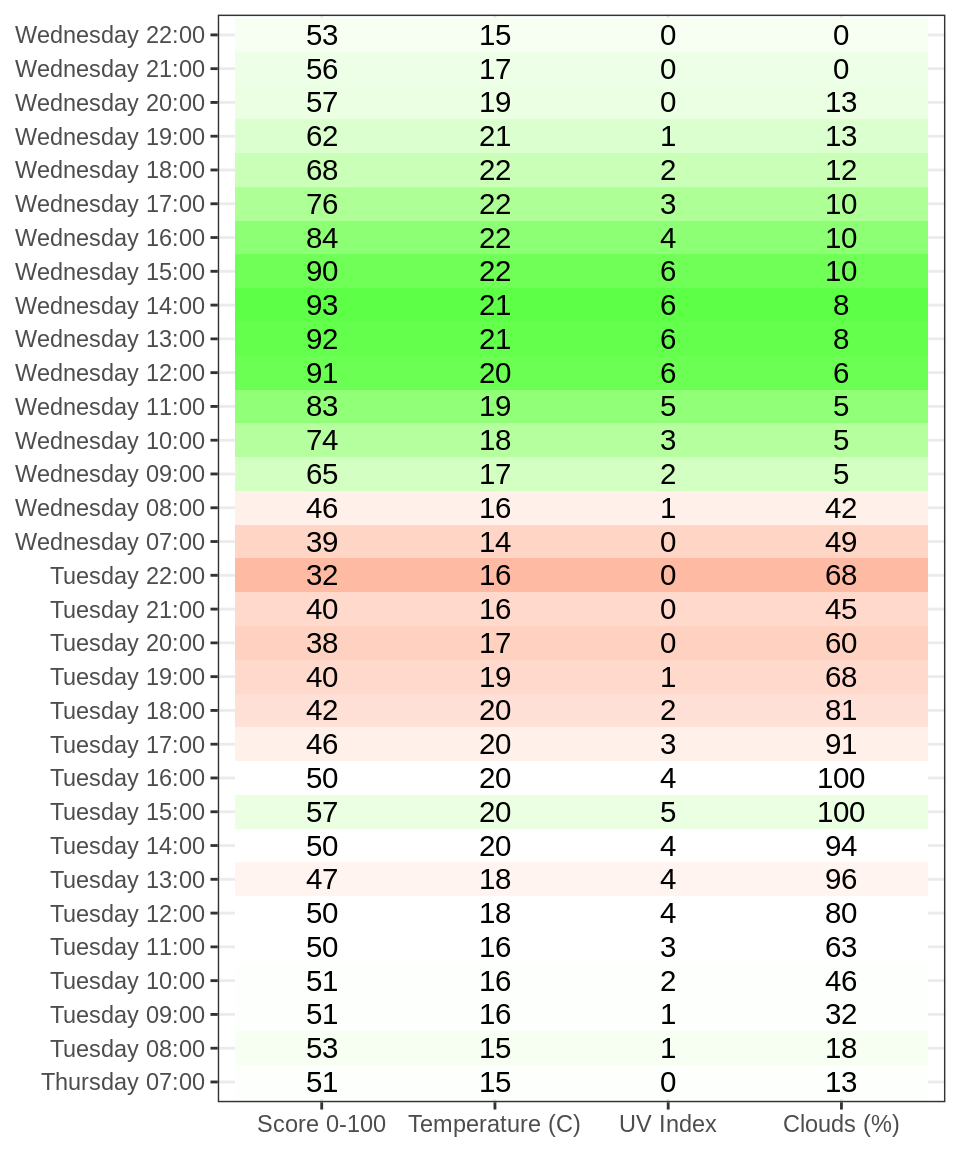 Wednesday 22:00 53 15 0 0
Wednesday 21:00 56 17 0 0
Wednesday 20:00 57 19 0 13
Wednesday 19:00 62 21 1 13
Wednesday 18:00 68 22 2 12
Wednesday 17:00 76 22 3 10
Wednesday 16:00 84 22 4 10
Wednesday 15:00 90 22 6 10
Wednesday 14:00 93 21 6 8
Wednesday 13:00 92 21 6 8
Wednesday 12:00 91 20 6 6
Wednesday 11:00 83 19 5 5
Wednesday 10:00 74 18 3 5
Wednesday 09:00 65 17 2 5
Wednesday 08:00 46 16 1 42
Wednesday 07:00 39 14 0 49
Tuesday 22:00 32 16 0 68
Tuesday 21:00 40 16 0 45
Tuesday 20:00 38 17 0 60
Tuesday 19:00 40 19 1 68
Tuesday 18:00 42 20 2 81
Tuesday 17:00 46 20 3 91
Tuesday 16:00 50 20 4 100
Tuesday 15:00 57 20 5 100
Tuesday 14:00 50 20 4 94
Tuesday 13:00 47 18 4 96
Tuesday 12:00 50 18 4 80
Tuesday 11:00 50 16 3 63
Tuesday 10:00 51 16 2 46
Tuesday 09:00 51 16 1 32
Tuesday 08:00 53 15 1 18
Thursday 07:00 51 15 0 13
Score 0-100 Temperature (C) UV Index Clouds (%)